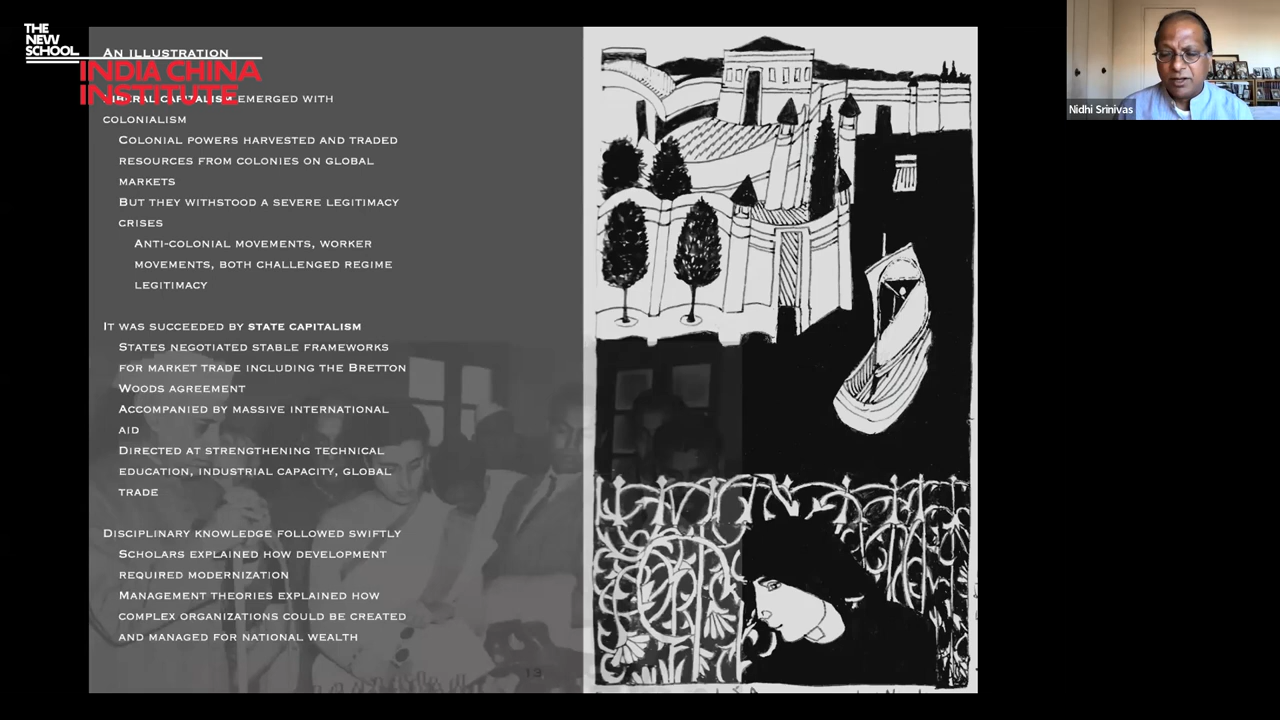 THE
NEW
SCHOOL
INDIA CHINA
INSTITUTE
AN ILLUSTRATION
LIBERAL CAPITALISM EMERGED WITH
COLONIALISM
COLONIAL POWERS HARVESTED AND TRADED
RESOURCES FROM COLONIES ON GLOBAL
MARKETS
BUT THEY WITHSTOOD A SEVERE LEGITIMACY
CRISES
ANTI-COLONIAL MOVEMENTS, WORKER
MOVEMENTS, BOTH CHALLENGED REGIME
LEGITIMACY
IT WAS SUCCEEDED BY STATE CAPITALISM
STATES NEGOTIATED STABLE FRAMEWORKS
FOR MARKET TRADE INCLUDING THE BRETTON
WOODS AGREEMENT
ACCOMPANIED BY MASSIVE INTERNATIONAL
AID
DIRECTED AT STRENGTHENING TECHNICAL
EDUCATION, INDUSTRIAL CAPACITY, GLOBAL
TRADE
DISCIPLINARY KNOWLEDGE FOLLOWED SWIFTLY
SCHOLARS EXPLAINED HOW DEVELOPMENT
REQUIRED MODERNIZATION
MANAGEMENT THEORIES EXPLAINED HOW
COMPLEX ORGANIZATIONS COULD BE CREATED
AND MANAGED FOR NATIONAL WEALTH
13
Nidhi Srinivas